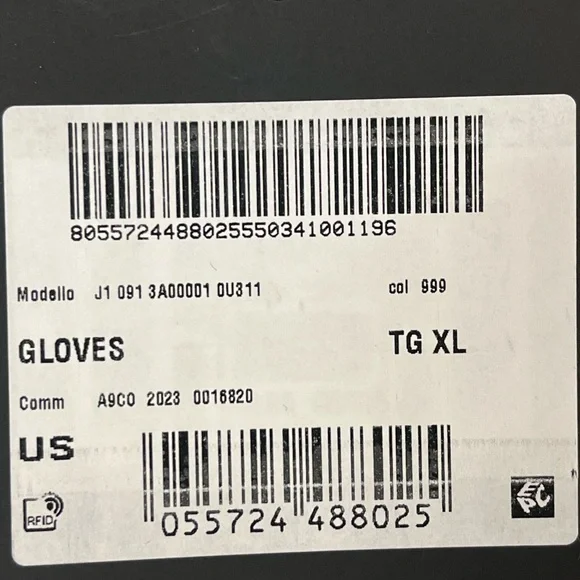 8055724488025550341001196
Modello J1 091 3A00001 0U311 col 999
GLOVES TG XL
Comm A9C0 2023 0016820
US
RFID
055724 488025
EPC